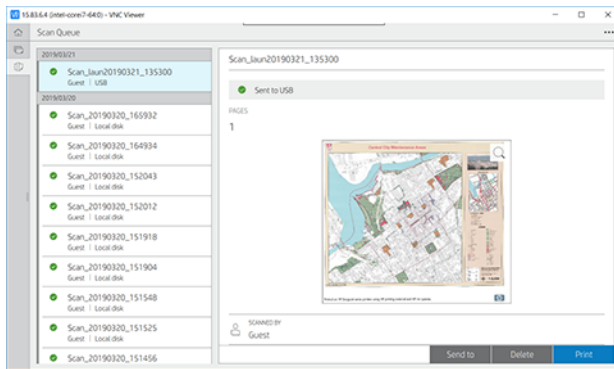 15.83.6.4 (intel-corei7-64:0) - VNC Viewer
Scan Queue
2019/03/21
Scan_laun20190321_135300
Guest | USB
2019/03/20
Scan_20190320_165932
Guest | Local disk
Scan_20190320_164934
Guest | Local disk
Scan_20190320_152043
Guest | Local disk
Scan_20190320_152012
Guest | Local disk
Scan_20190320_151918
Guest | Local disk
Scan_20190320_151904
Guest | Local disk
Scan_20190320_151548
Guest | Local disk
Scan_20190320_151525
Guest | Local disk
Scan_20190320_151456
Scan_laun20190321_135300
Sent to USB
PAGES
1
Central City Maintenance Areas
SCANNED BY
Guest
Send to
Delete
Print